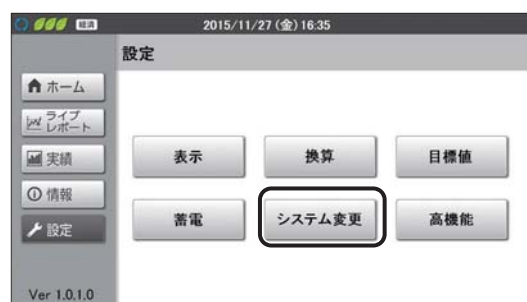 経済 2015/11/27 (金) 16:35
設定
ホーム
ライブ
レポート
実績
情報
設定
表示 換算 目標値
蓄電 システム変更 高機能
Ver 1.0.1.0